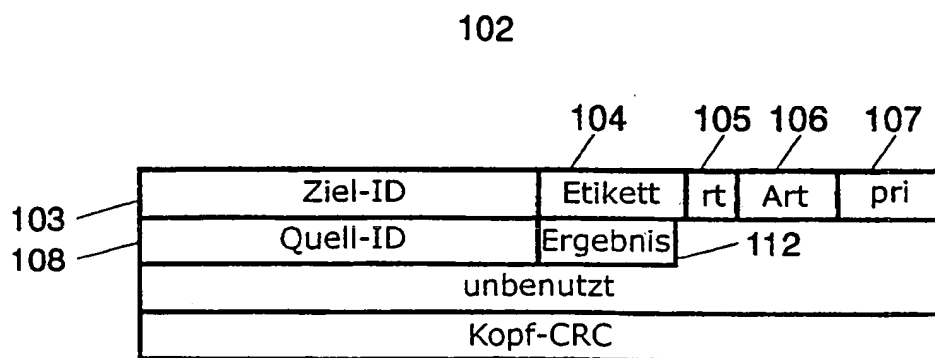 102
104 105 106 107
103 Ziel-ID Etikett rt Art pri
108 Quell-ID Ergebnis 112
unbenutzt
Kopf-CRC